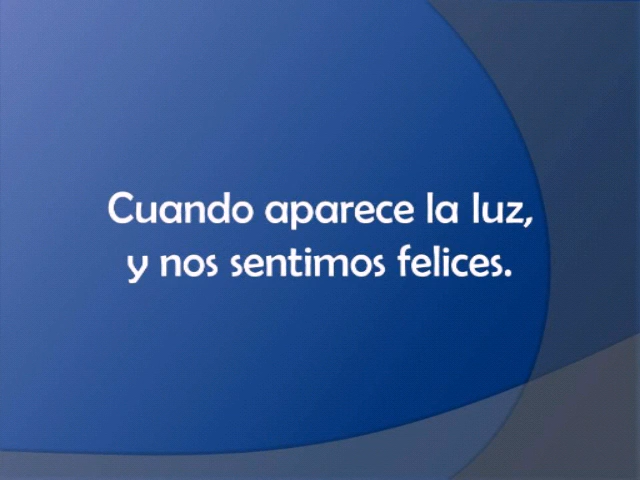 Cuando aparece la luz,
y nos sentimos felices.